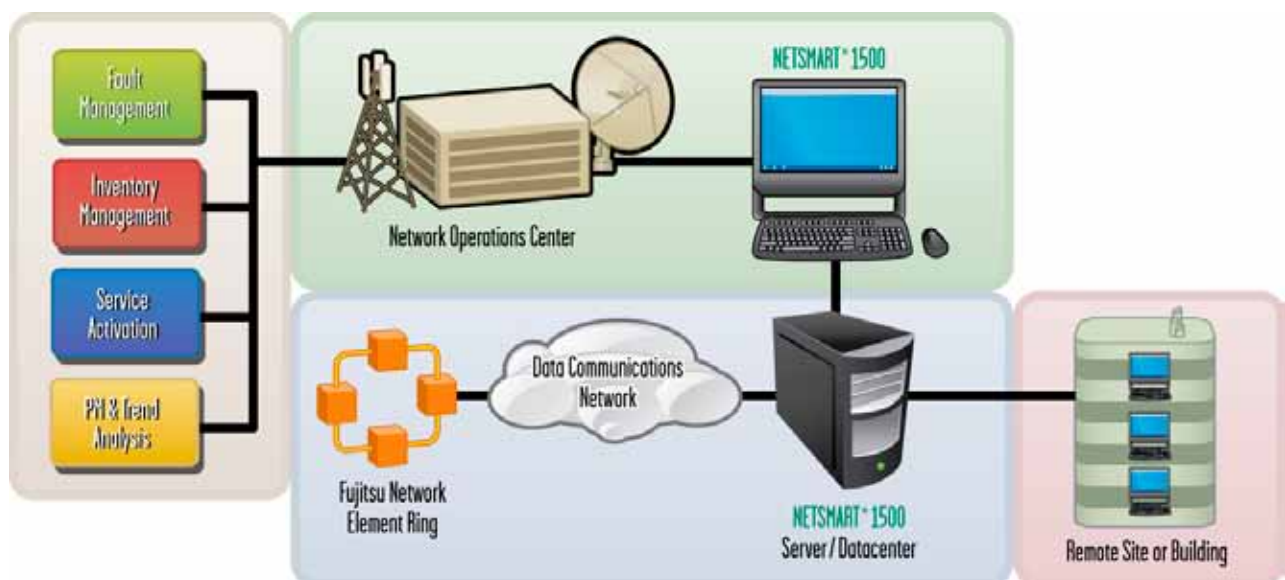 Fault
Management
Inventory
Management
Service
Activation
PM & Trend
Analysis
NETSMART® 1500
Network Operations Center
Data Communications
Network
Fujitsu Network
Element Ring
NETSMART® 1500
Server / Datacenter
Remote Site or Building